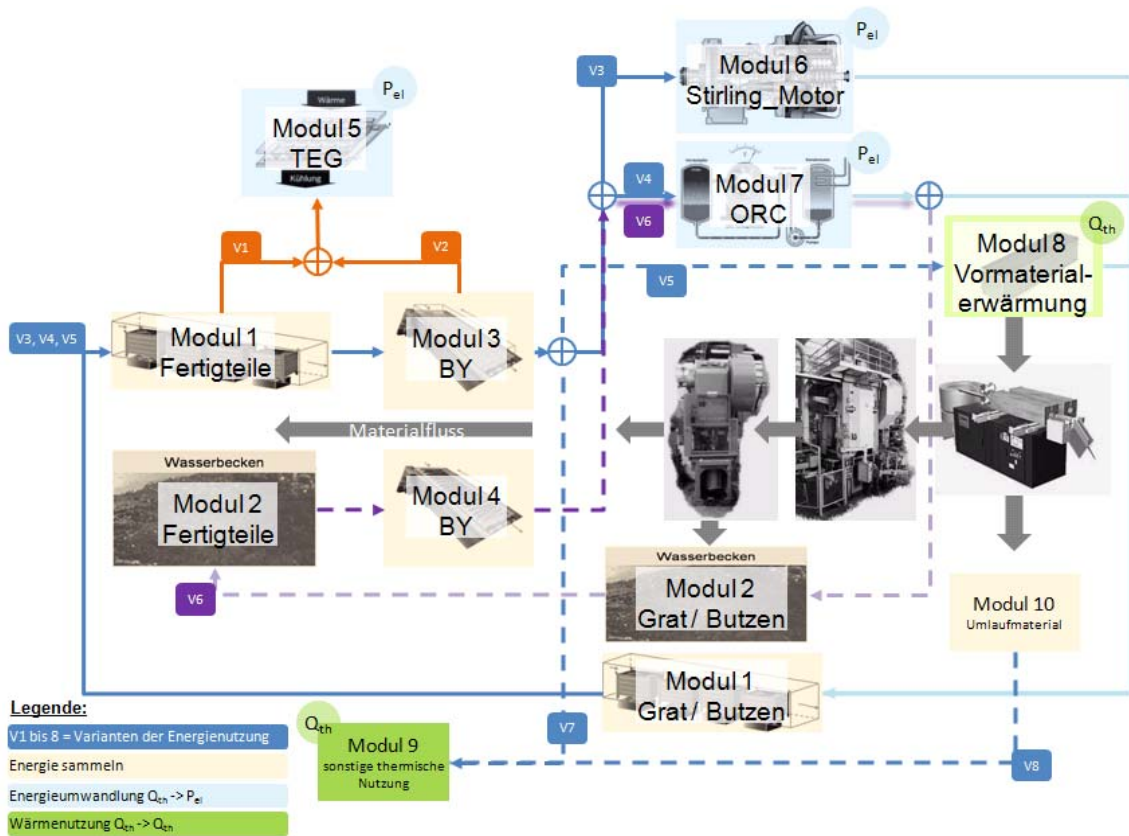 V3
Modul 6
Stirling_Motor
Pel
Wärme
Modul 5
TEG
Kühlung
Pel
V4
V6
Modul 7
ORC
Pel
V1
V2
V5
Modul 8
Vormaterial-
erwärmung
Qth
V3, V4, V5
Modul 1
Fertigteile
Modul 3
BY
Materialfluss
Wasserbecken
Modul 2
Fertigteile
Modul 4
BY
V6
Wasserbecken
Modul 2
Grat / Butzen
Modul 10
Umlaufmaterial
Modul 1
Grat / Butzen
V7
V8
Qth
Modul 9
sonstige thermische
Nutzung
Legende:
V1 bis 8 = Varianten der Energienutzung
Energie sammeln
Energieumwandlung Qth -> Pel
Wärmenutzung Qth -> Qth